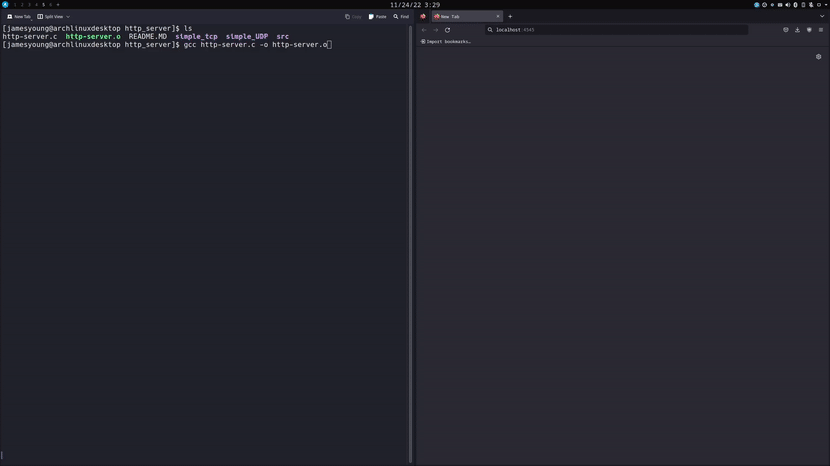 1 2 3 4 5 6 +
11/24/22 3:29
New Tab
Split View
Copy
Paste
Find
[jamesyoung@archlinuxdesktop http_server]$ ls
http-server.c http-server.o README.MD simple_tcp simple_UDP src
[jamesyoung@archlinuxdesktop http_server]$ gcc http-server.c -o http-server.o
New Tab
localhost:4545
Import bookmarks…